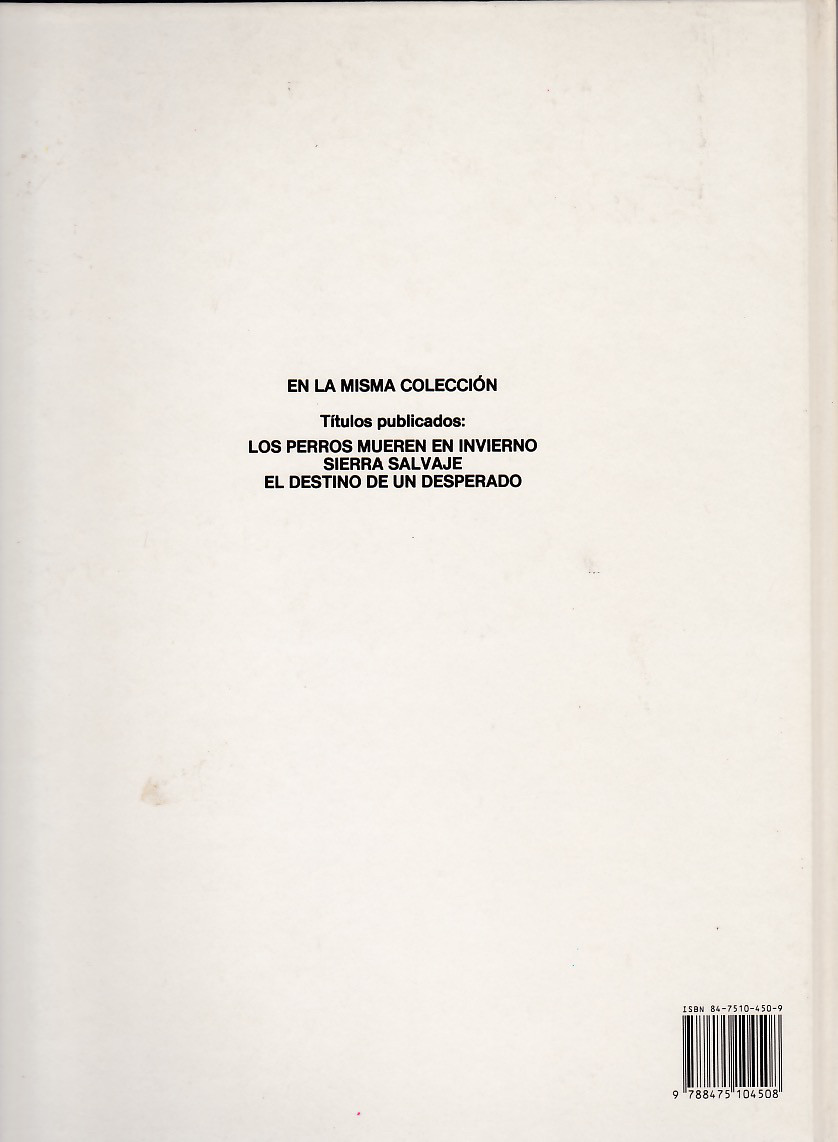 EN LA MISMA COLECCIÓN
Títulos publicados:
LOS PERROS MUEREN EN INVIERNO
SIERRA SALVAJE
EL DESTINO DE UN DESPERADO
ISBN 84-7510-450-9
9 788475 104508